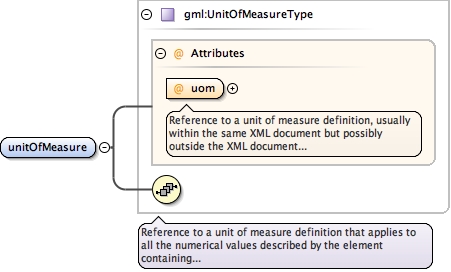 gml:UnitOfMeasureType
@ Attributes
@ uom
Reference to a unit of measure definition, usually
within the same XML document but possibly
outside the XML document...
unitOfMeasure
Reference to a unit of measure definition that applies to
all the numerical values described by the element
containing...